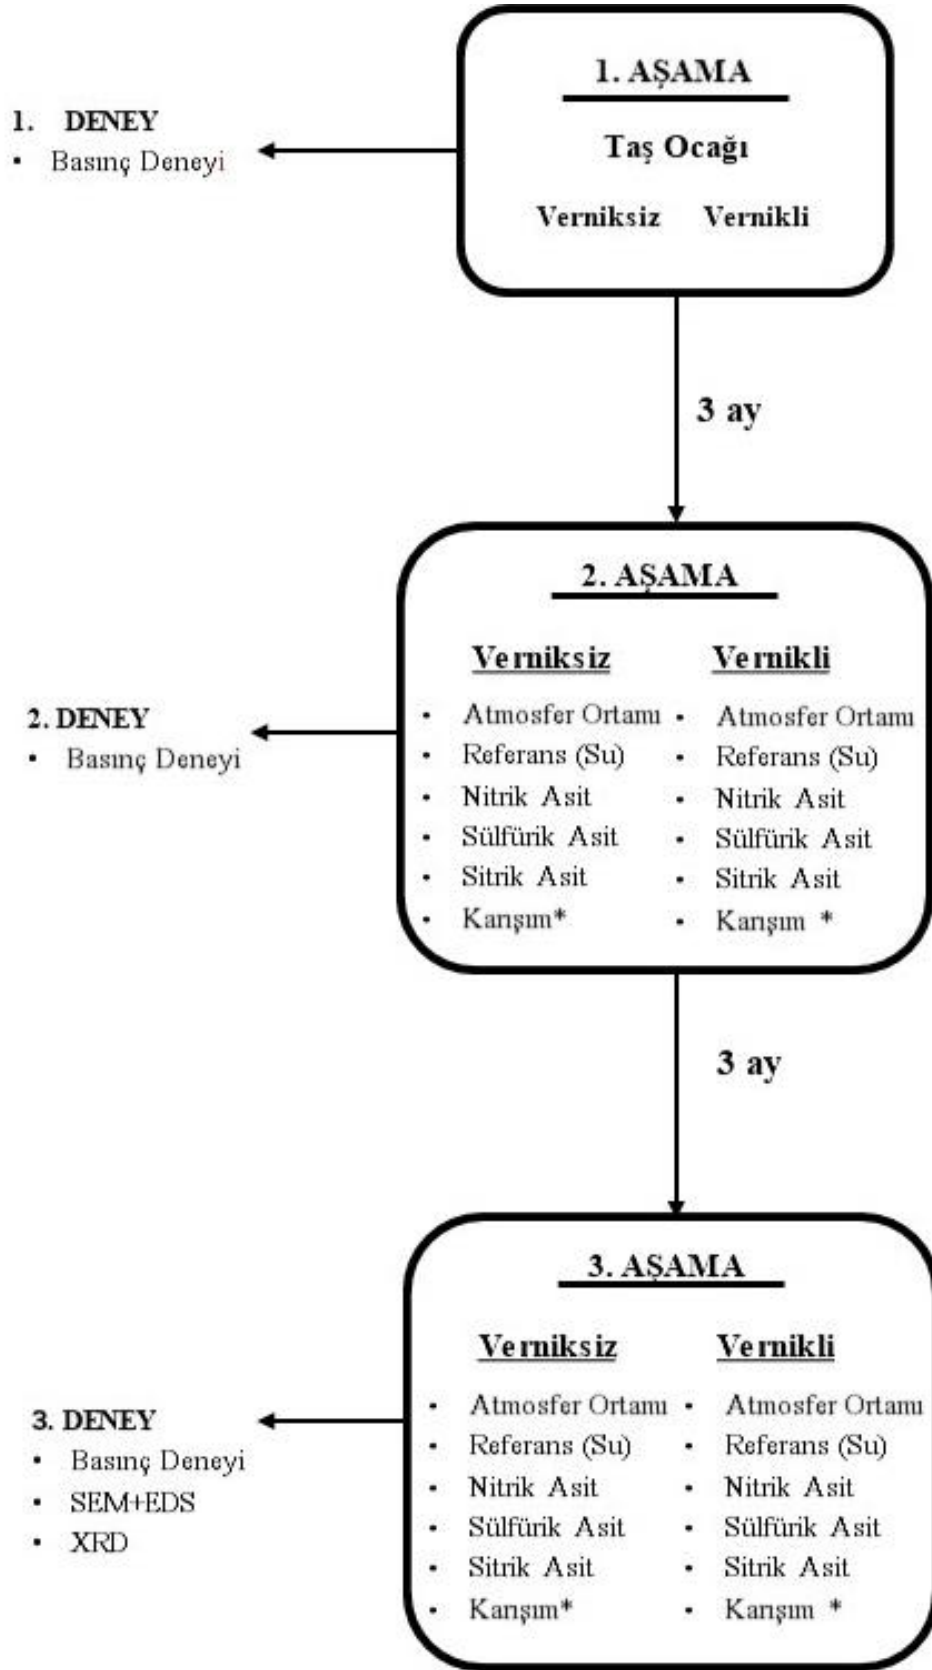 1. AŞAMA
Taş Ocağı
Verniksiz Vernikli
1. DENEY
• Basınç Deneyi
3 ay
2. AŞAMA
Verniksiz Vernikli
• Atmosfer Ortamı • Atmosfer Ortamı
• Referans (Su) • Referans (Su)
• Nitrik Asit • Nitrik Asit
• Sülfürik Asit • Sülfürik Asit
• Sitrik Asit • Sitrik Asit
• Karışım* • Karışım *
2. DENEY
• Basınç Deneyi
3 ay
3. AŞAMA
Verniksiz Vernikli
• Atmosfer Ortamı • Atmosfer Ortamı
• Referans (Su) • Referans (Su)
• Nitrik Asit • Nitrik Asit
• Sülfürik Asit • Sülfürik Asit
• Sitrik Asit • Sitrik Asit
• Karışım* • Karışım *
3. DENEY
• Basınç Deneyi
• SEM+EDS
• XRD